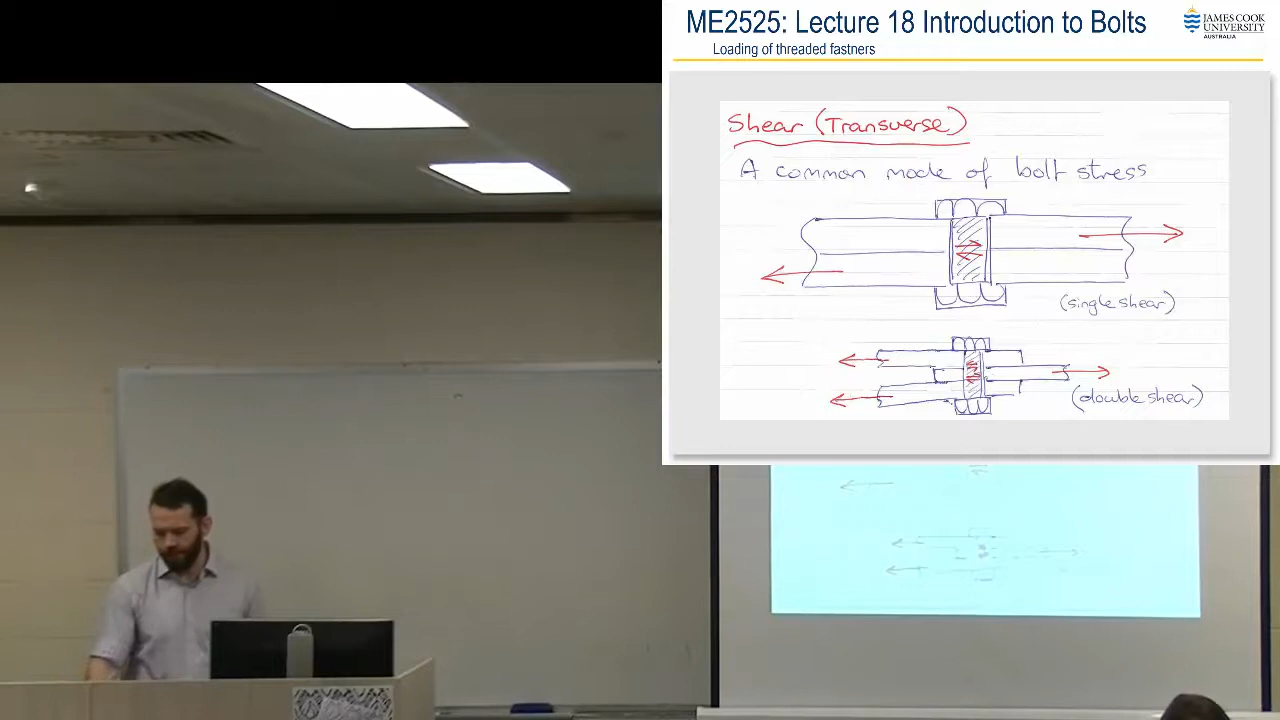 ME2525: Lecture 18 Introduction to Bolts
Loading of threaded fastners
JAMES COOK
UNIVERSITY
AUSTRALIA
Shear (Transverse)
A common mode of bolt stress
(single shear)
(double shear)